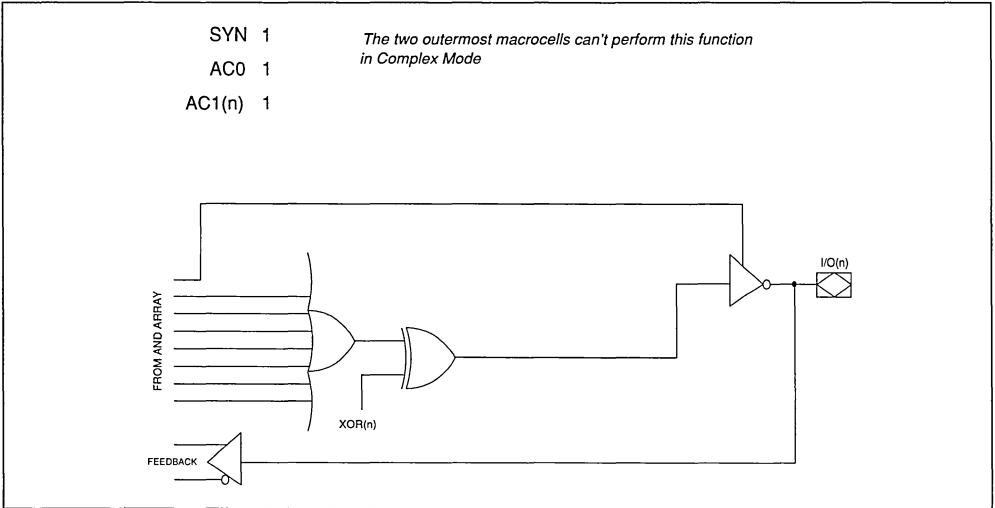 SYN 1
AC0 1
AC1(n) 1
The two outermost macrocells can't perform this function
in Complex Mode
I/O(n)
FROM AND ARRAY
XOR(n)
FEEDBACK